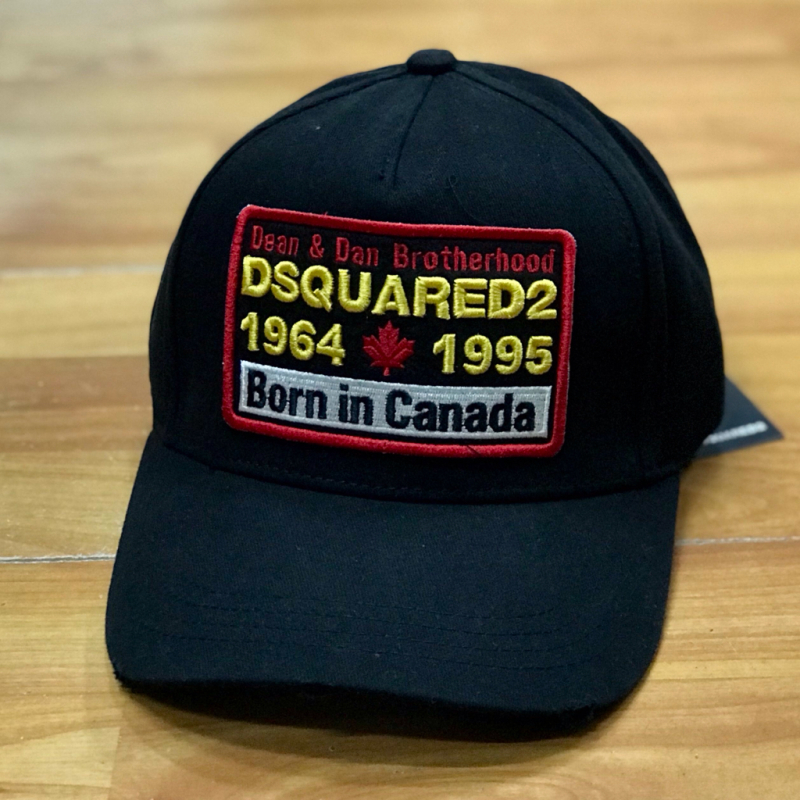 Dean & Dan Brotherhood
DSQUARED2
1964 1995
Born in Canada